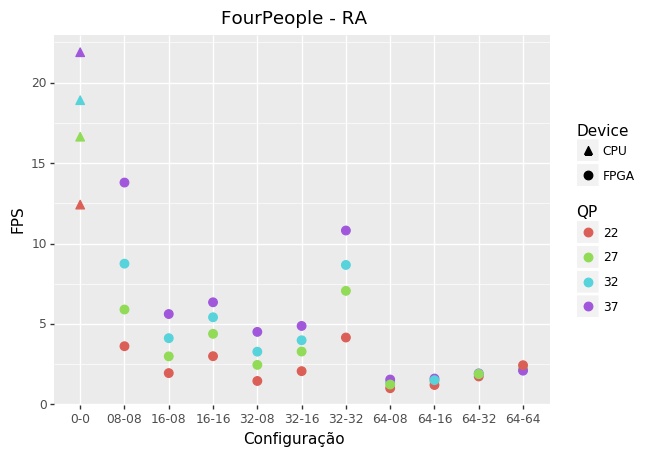 FourPeople - RA
20
15
10
5
0
FPS
0-0 08-08 16-08 16-16 32-08 32-16 32-32 64-08 64-16 64-32 64-64
Configuração
Device
CPU
FPGA
QP
22
27
32
37